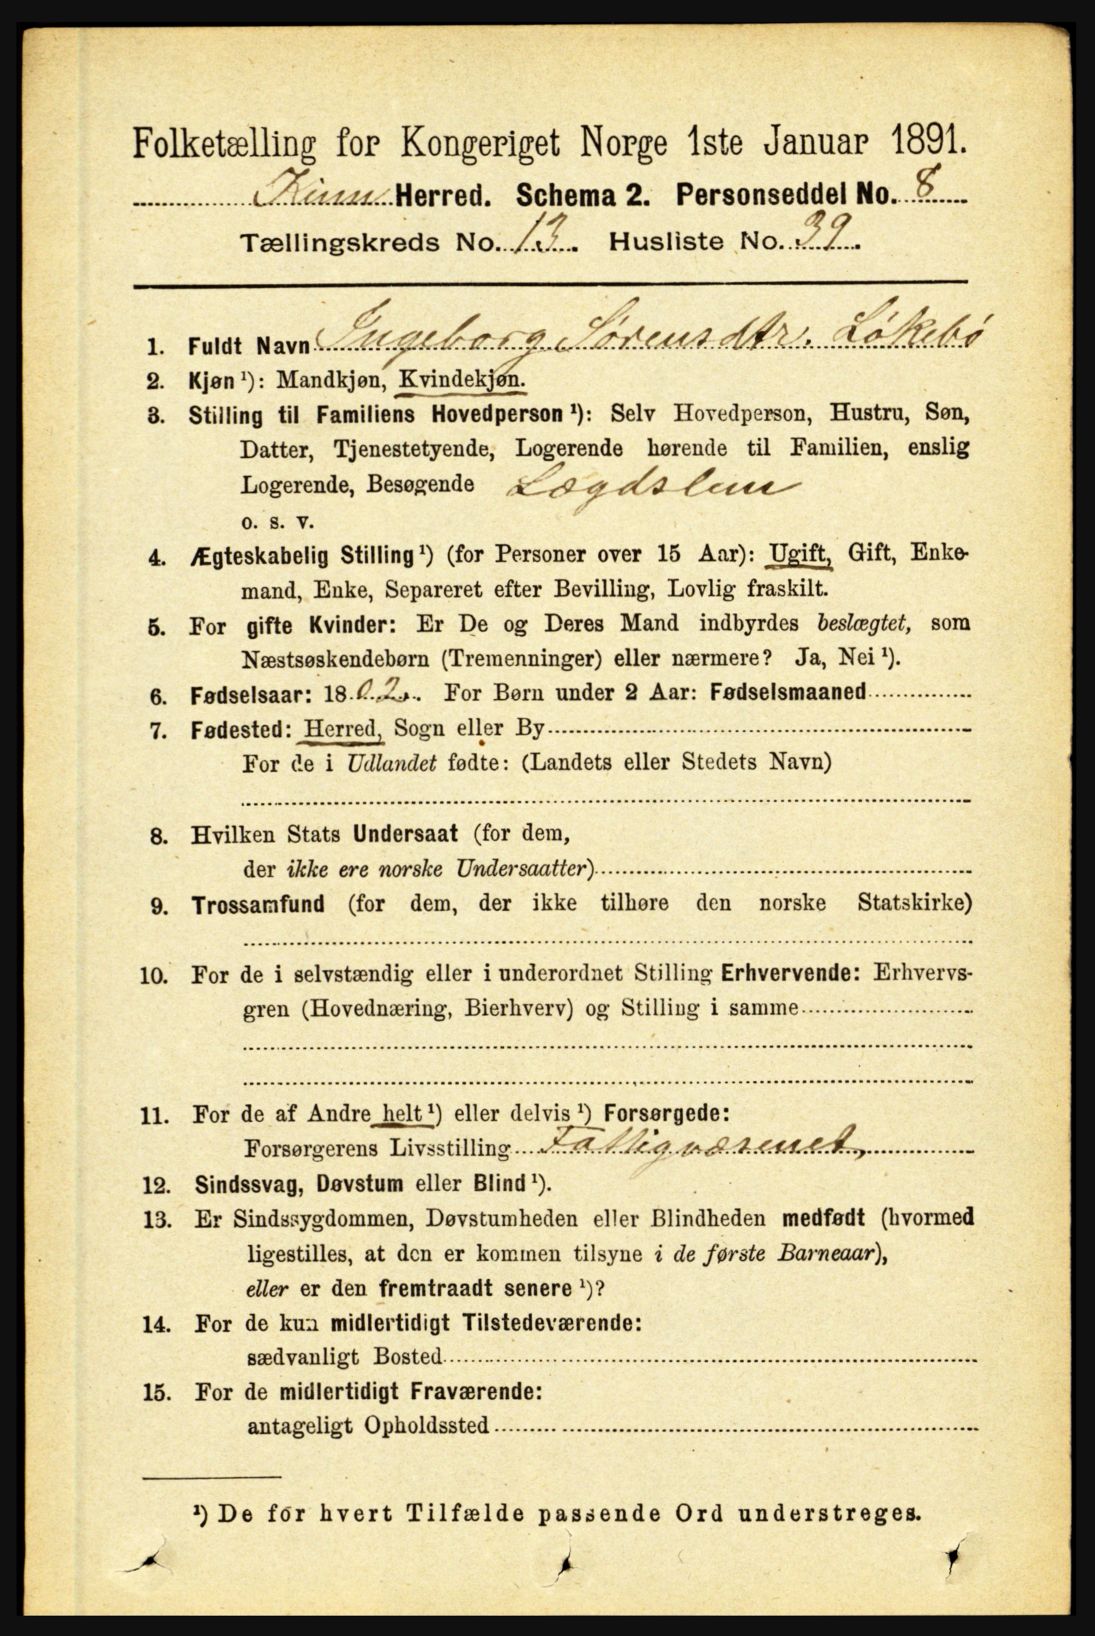 Folketælling for Kongeriget Norge 1ste Januar 1891.
Kinn Herred. Schema 2. Personseddel No. 8
Tællingskreds No. 13. Husliste No. 39.
1. Fuldt Navn Ingeborg Sörensdtr. Lökebö
2. Kjøn ¹): Mandkjøn, Kvindekjøn.
3. Stilling til Familiens Hovedperson ¹): Selv Hovedperson, Hustru, Søn,
Datter, Tjenestetyende, Logerende hørende til Familien, enslig
Logerende, Besøgende Lægdslem
o. s. v.
4. Ægteskabelig Stilling ¹) (for Personer over 15 Aar): Ugift, Gift, Enke-
mand, Enke, Separeret efter Bevilling, Lovlig fraskilt.
5. For gifte Kvinder: Er De og Deres Mand indbyrdes beslægtet, som
Næstsøskendebørn (Tremenninger) eller nærmere? Ja, Nei ¹).
6. Fødselsaar: 1802. For Børn under 2 Aar: Fødselsmaaned
7. Fødested: Herred, Sogn eller By
For de i Udlandet fødte: (Landets eller Stedets Navn)
8. Hvilken Stats Undersaat (for dem,
der ikke ere norske Undersaatter)
9. Trossamfund (for dem, der ikke tilhøre den norske Statskirke)
10. For de i selvstændig eller i underordnet Stilling Erhvervende: Erhvervs-
gren (Hovednæring, Bierhverv) og Stilling i samme
11. For de af Andre helt ¹) eller delvis ¹) Forsørgede:
Forsørgerens Livsstilling Fattigvæsenet,
12. Sindssvag, Døvstum eller Blind ¹).
13. Er Sindssygdommen, Døvstumheden eller Blindheden medfødt (hvormed
ligestilles, at den er kommen tilsyne i de første Barneaar),
eller er den fremtraadt senere ¹)?
14. For de kun midlertidigt Tilstedeværende:
sædvanligt Bosted
15. For de midlertidigt Fraværende:
antageligt Opholdssted
¹) De for hvert Tilfælde passende Ord understreges.